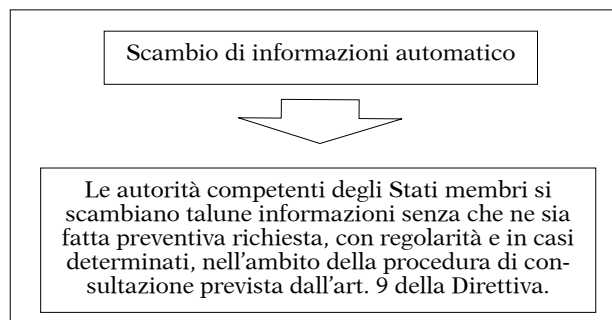 Scambio di informazioni automatico
Le autorità competenti degli Stati membri si
scambiano talune informazioni senza che ne sia
fatta preventiva richiesta, con regolarità e in casi
determinati, nell'ambito della procedura di con-
sultazione prevista dall'art. 9 della Direttiva.